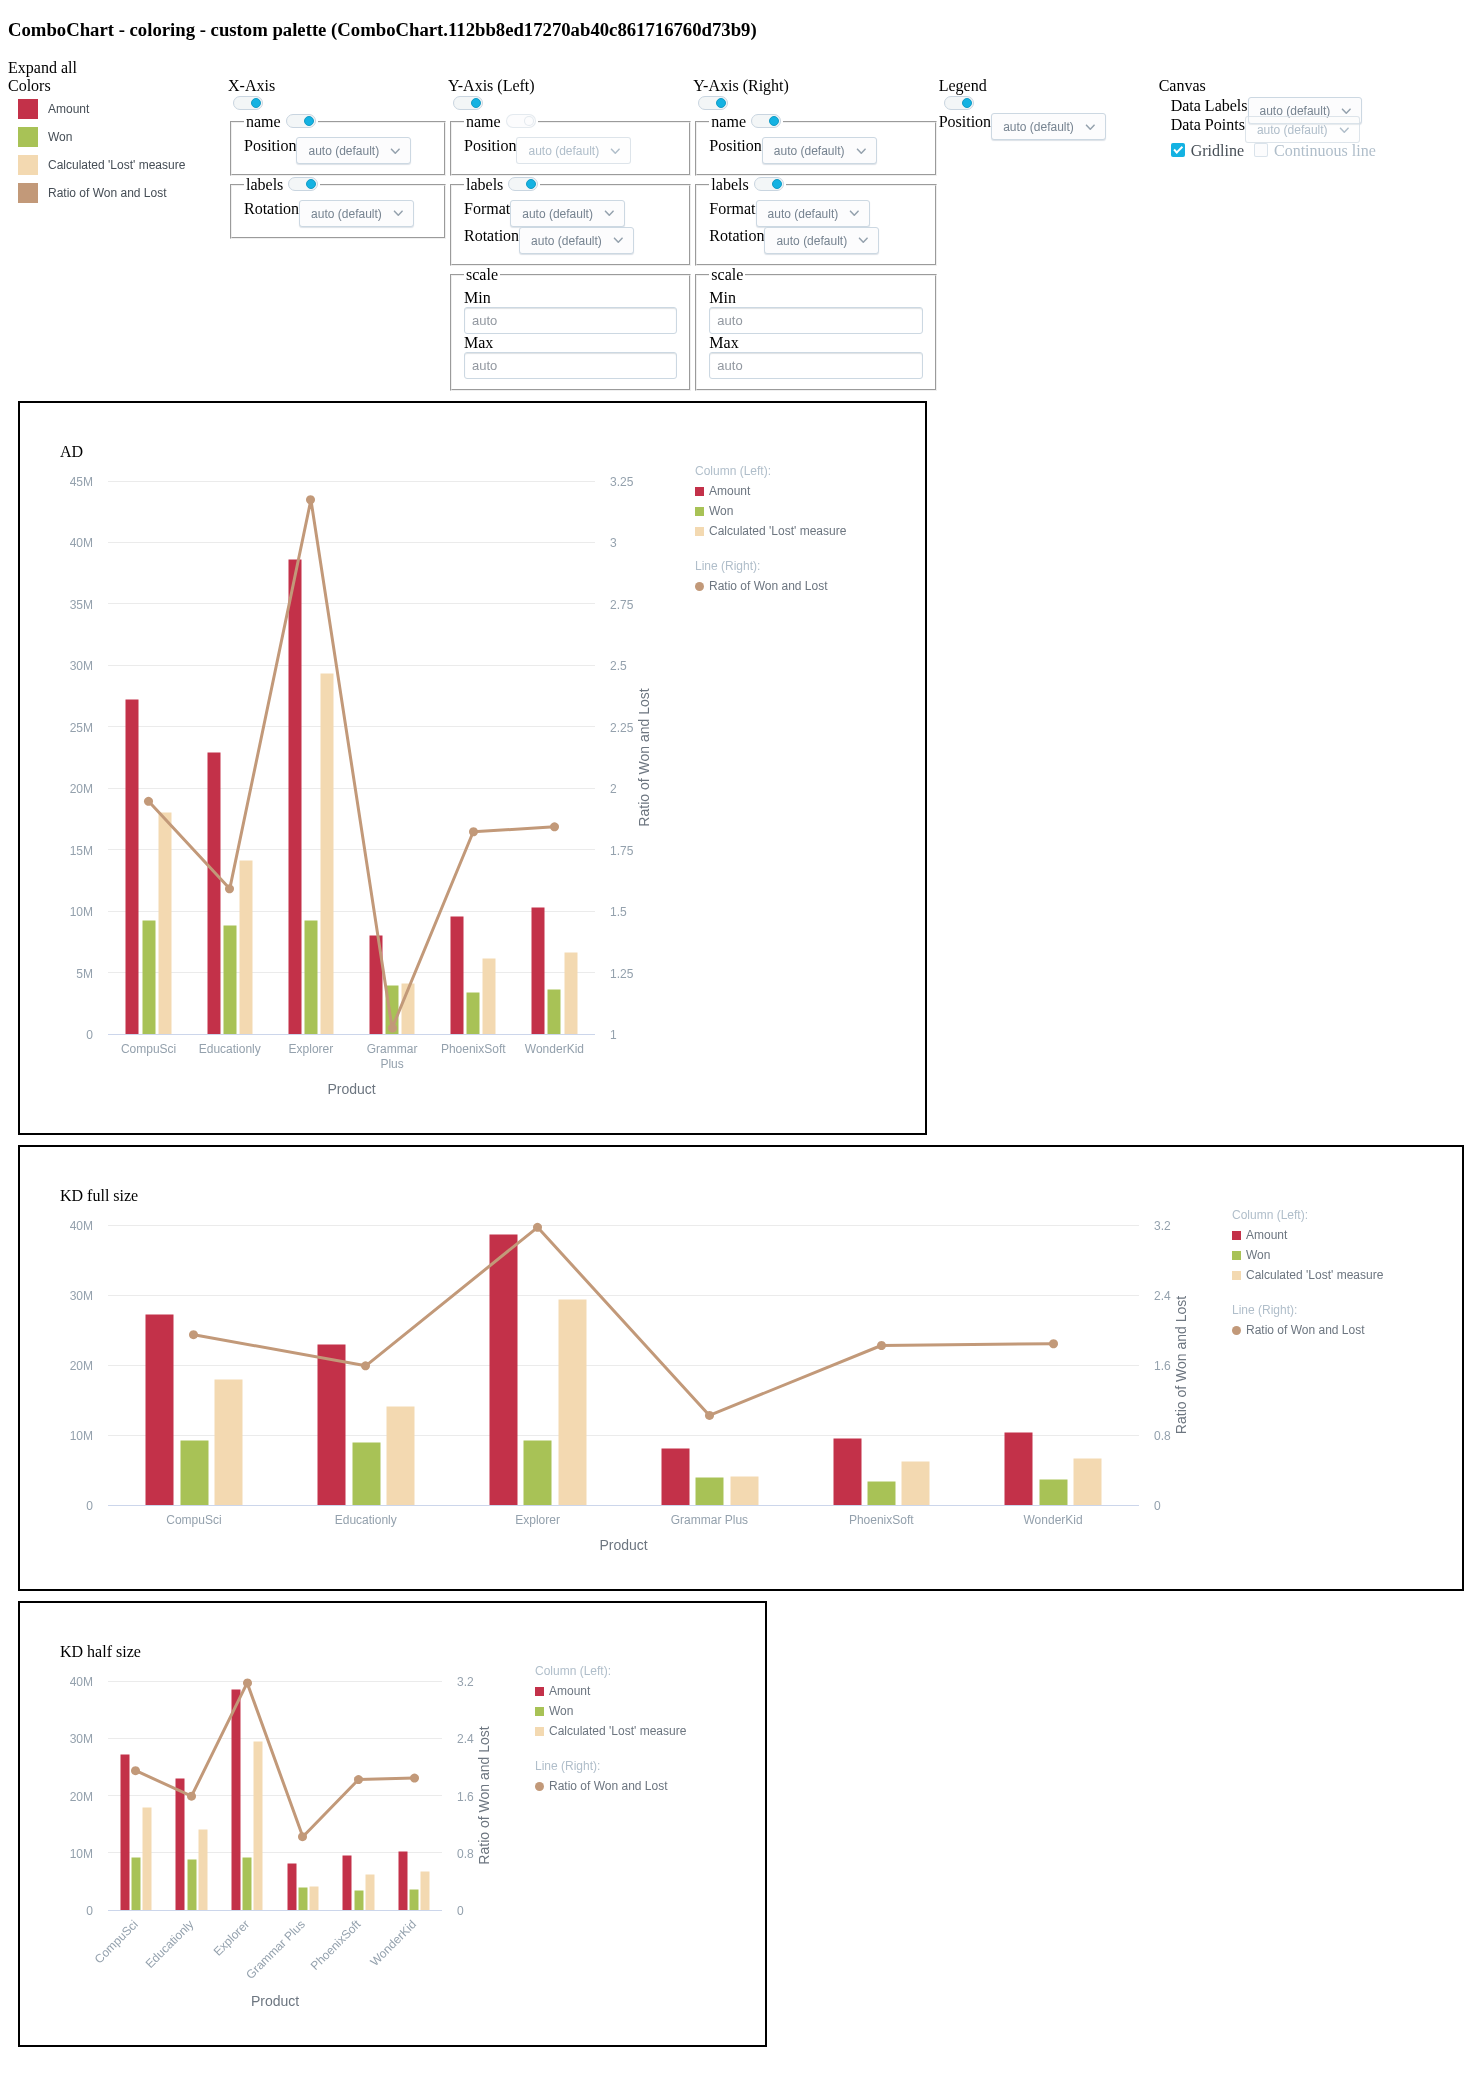 ComboChart - coloring - custom palette (ComboChart.112bb8ed17270ab40c861716760d73b9)
Expand all
Colors
Amount
Won
Calculated 'Lost' measure
Ratio of Won and Lost
X-Axis
name
Position auto (default)
labels
Rotation auto (default)
Y-Axis (Left)
name
Position auto (default)
labels
Format auto (default)
Rotation auto (default)
scale
Min
auto
Max
auto
Y-Axis (Right)
name
Position auto (default)
labels
Format auto (default)
Rotation auto (default)
scale
Min
auto
Max
auto
Legend
Position auto (default)
Canvas
Data Labels auto (default)
Data Points auto (default)
Gridline Continuous line
AD
45M
40M
35M
30M
25M
20M
15M
10M
5M
0
3.25
3
2.75
2.5
2.25
2
1.75
1.5
1.25
1
Ratio of Won and Lost
CompuSci
Educationly
Explorer
Grammar
Plus
PhoenixSoft
WonderKid
Product
Column (Left):
Amount
Won
Calculated 'Lost' measure
Line (Right):
Ratio of Won and Lost
KD full size
40M
30M
20M
10M
0
3.2
2.4
1.6
0.8
0
Ratio of Won and Lost
CompuSci
Educationly
Explorer
Grammar Plus
PhoenixSoft
WonderKid
Product
Column (Left):
Amount
Won
Calculated 'Lost' measure
Line (Right):
Ratio of Won and Lost
KD half size
40M
30M
20M
10M
0
3.2
2.4
1.6
0.8
0
Ratio of Won and Lost
CompuSci
Educationly
Explorer
Grammar Plus
PhoenixSoft
WonderKid
Product
Column (Left):
Amount
Won
Calculated 'Lost' measure
Line (Right):
Ratio of Won and Lost